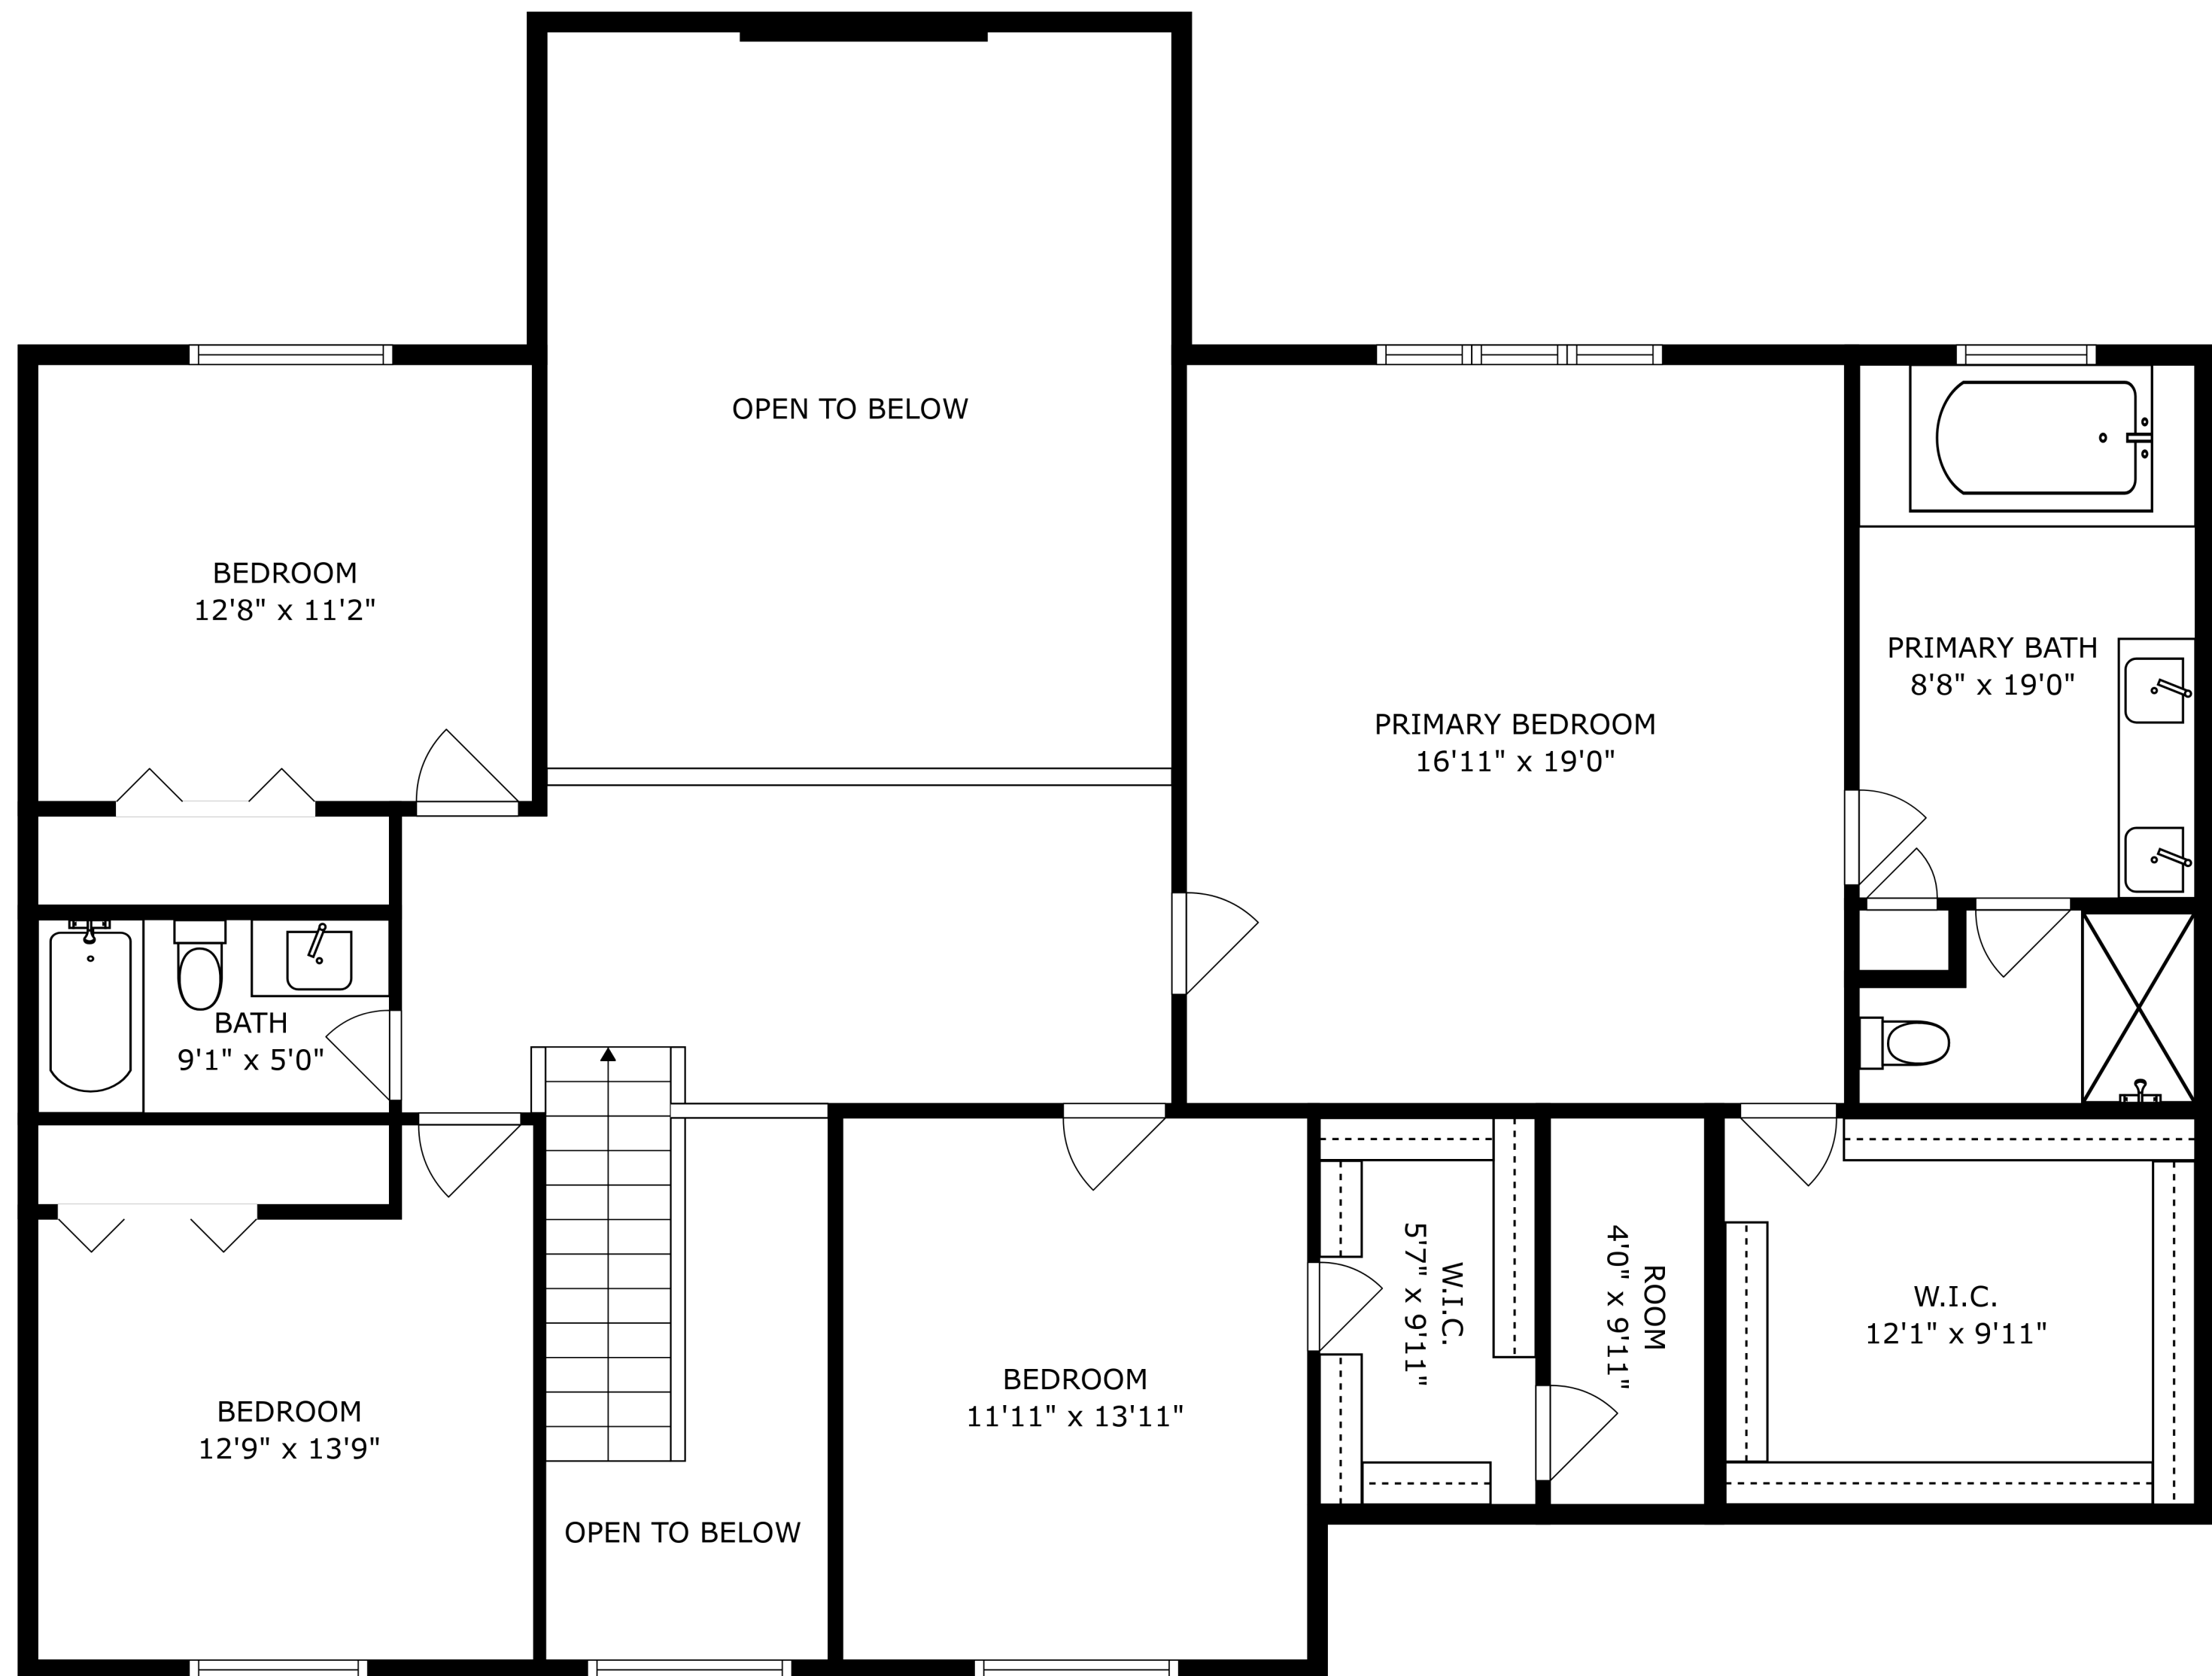 OPEN TO BELOW
BEDROOM
12'8" x 11'2"
PRIMARY BATH
8'8" x 19'0"
PRIMARY BEDROOM
16'11" x 19'0"
BATH
9'1" x 5'0"
W.I.C.
5'7" x 9'11"
ROOM
4'0" x 9'11"
W.I.C.
12'1" x 9'11"
BEDROOM
11'11" x 13'11"
BEDROOM
12'9" x 13'9"
OPEN TO BELOW